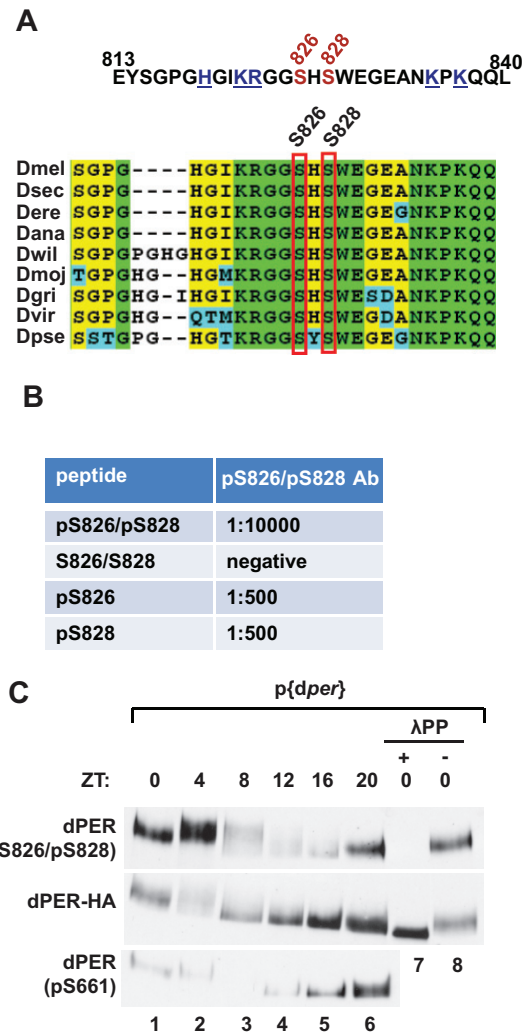 A
813 826 828 840
EYSGPGHGIKRGGSHSWEGEANKPKQQL
S826 S828
Dmel SGPG----HGIKRGGSHSWEGEANKPKQQ
Dsec SGPG----HGIKRGGSHSWEGEANKPKQQ
Dere SGPG----HGIKRGGSHSWEGEGNKPKQQ
Dana SGPG----HGIKRGGSHSWEGEANKPKQQ
Dwil SGPGPGHGHGIKRGGSHSWEGEANKPKQQ
Dmoj TGPGHG--HGMKRGGSHSWEGEANKPKQQ
Dgri SGPGHG-IHGIKRGGSHSWESDANKPKQQ
Dvir SGPGHG--QTMKRGGSHSWEGDANKPKQQ
Dpse SSTGPG--HGTKRGGSYSWEGEGNKPKQQ
B
peptide pS826/pS828 Ab
pS826/pS828 1:10000
S826/S828 negative
pS826 1:500
pS828 1:500
C
p{dper}
λPP
+ -
ZT: 0 4 8 12 16 20 0 0
dPER
S826/pS828)
dPER-HA
7 8
dPER
(pS661)
1 2 3 4 5 6